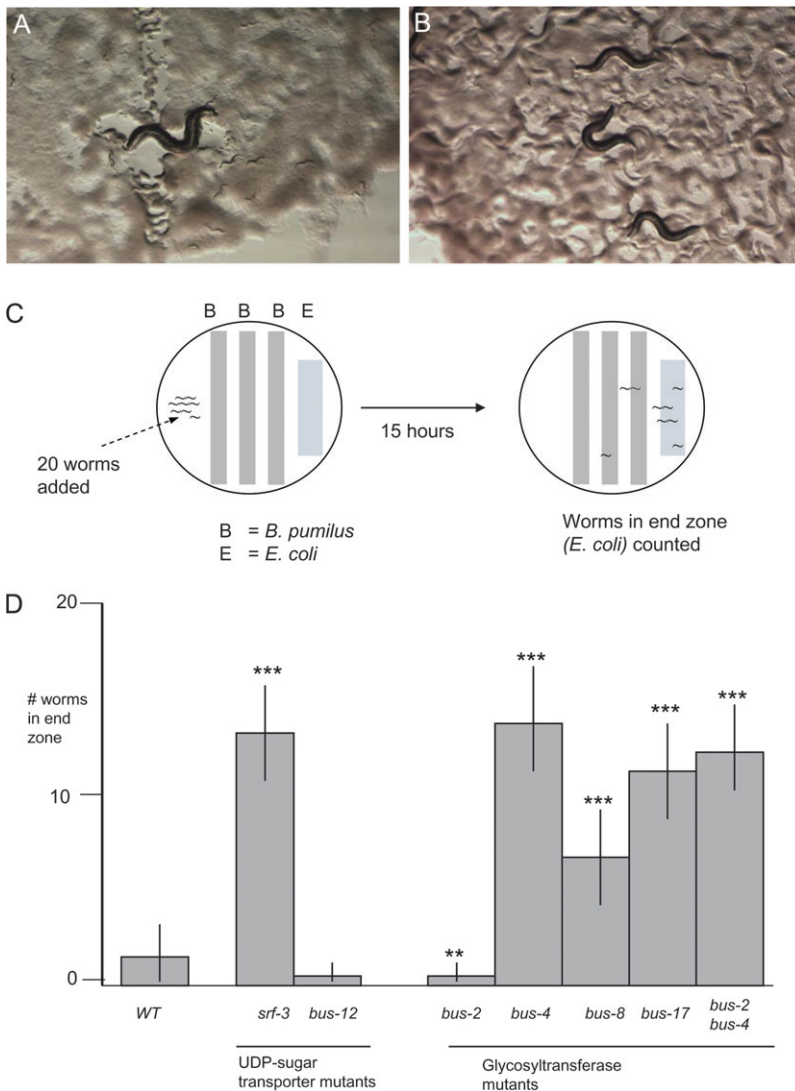 A
B
C
B B B E
20 worms
added
15 hours
B = B. pumilus
E = E. coli
Worms in end zone
(E. coli) counted
D
20
# worms
in end
zone
10
0
***
**
***
***
***
***
WT
srf-3
bus-12
bus-2
bus-4
bus-8
bus-17
bus-2
bus-4
UDP-sugar
transporter mutants
Glycosyltransferase
mutants